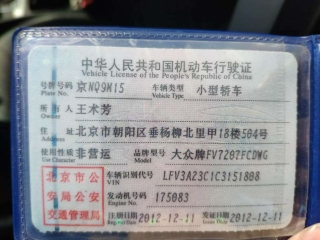 中华人民共和国机动车行驶证
Vehicle License of the People's Republic of China
号牌号码 京NQ9M15 车辆类型 小型轿车
Plate No. Vehicle Type
所有人 王术芳
Owner
住址 北京市朝阳区垂杨柳北里甲18楼504号
Address
使用性质 非营运 品牌型号 大众牌FV7207FCDWG
Use Character Model
北京市公 车辆识别代号 LFV3A23C1C3151808
VIN
安局公安 发动机号码 175083
Engine No.
交通管理局 注册日期 2012-12-11 发证日期 2012-12-11
Register Date Issue Date